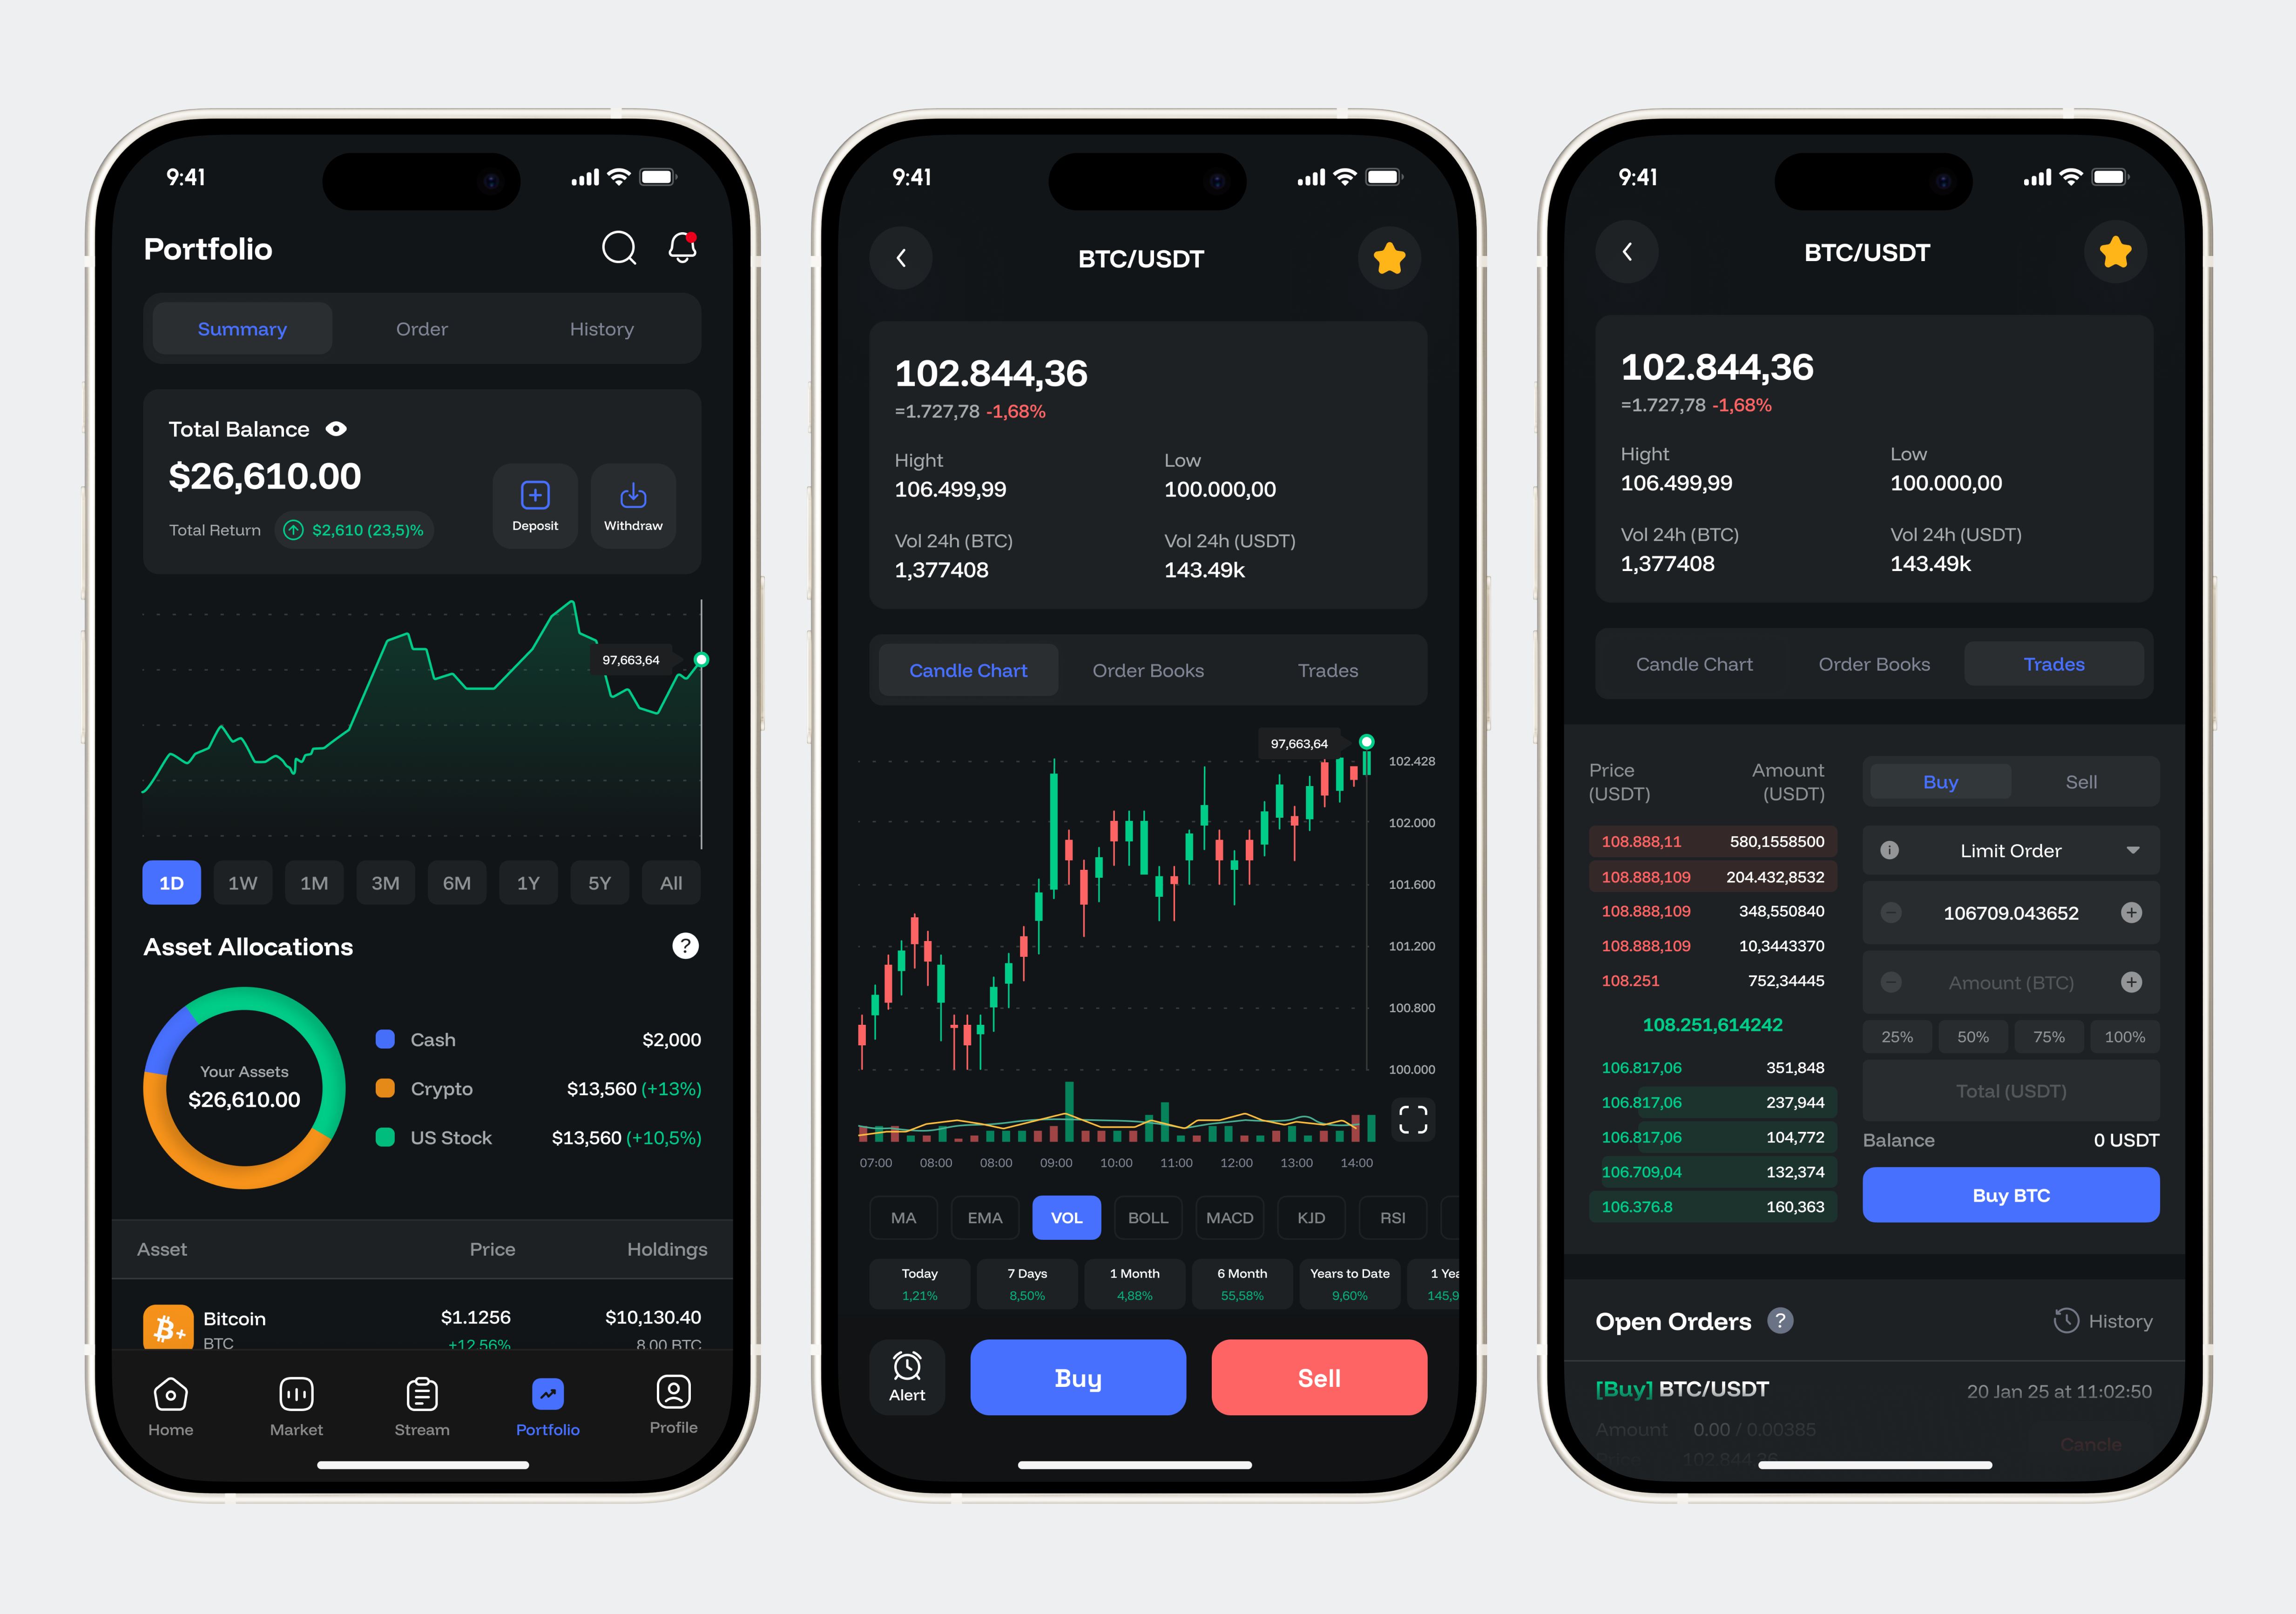 9:41
Portfolio
Summary Order History
Total Balance
$26,610.00
Total Return $2,610 (23,5)%
Deposit Withdraw
97,663,64
1D 1W 1M 3M 6M 1Y 5Y All
Asset Allocations ?
Your Assets
$26,610.00
Cash $2,000
Crypto $13,560 (+13%)
US Stock $13,560 (+10,5%)
Asset Price Holdings
Bitcoin $1.1256 $10,130.40
BTC +12,56% 8.00 BTC
Home Market Stream Portfolio Profile
9:41
BTC/USDT
102.844,36
=1.727,78 -1,68%
Hight Low
106.499,99 100.000,00
Vol 24h (BTC) Vol 24h (USDT)
1,377408 143.49k
Candle Chart Order Books Trades
97,663,64
102.428
102.000
101.600
101.200
100.800
100.000
07:00 08:00 08:00 09:00 10:00 11:00 12:00 13:00 14:00
MA EMA VOL BOLL MACD KJD RSI
Today 7 Days 1 Month 6 Month Years to Date 1 Yea
1,21% 8,50% 4,88% 55,58% 9,60% 145,9
Alert Buy Sell
9:41
BTC/USDT
102.844,36
=1.727,78 -1,68%
Hight Low
106.499,99 100.000,00
Vol 24h (BTC) Vol 24h (USDT)
1,377408 143.49k
Candle Chart Order Books Trades
Price Amount
(USDT) (USDT)
108.888,11 580,1558500
108.888,109 204.432,8532
108.888,109 348,550840
108.888,109 10,3443370
108.251 752,34445
108.251,614242
106.817,06 351,848
106.817,06 237,944
106.817,06 104,772
106.709,04 132,374
106.376.8 160,363
Buy Sell
Limit Order
106709.043652
Amount (BTC)
25% 50% 75% 100%
Total (USDT)
Balance 0 USDT
Buy BTC
Open Orders ? History
[Buy] BTC/USDT 20 Jan 25 at 11:02:50
Amount 0.00 / 0.00385
Cancle
Price 102.844,36